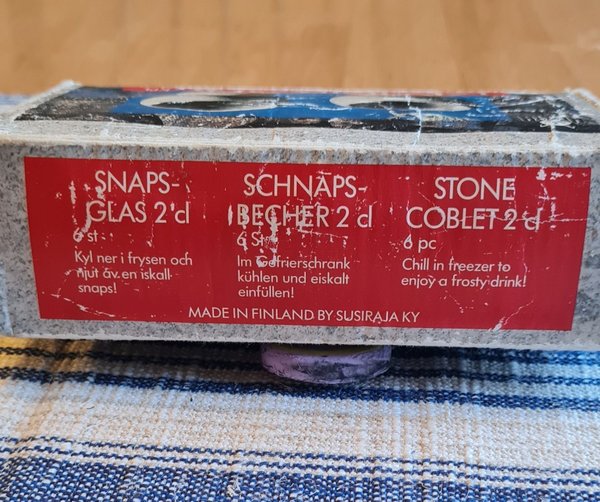 SNAPS-
GLAS 2 cl
6 st
Kyl ner i frysen och
njut av en iskall
snaps!
SCHNAPS-
BECHER 2 cl
6 St
Im Gefrierschrank
kühlen und eiskalt
einfüllen!
STONE
COBLET 2 cl
6 pc
Chill in freezer to
enjoy a frosty drink!
MADE IN FINLAND BY SUSIRAJA KY